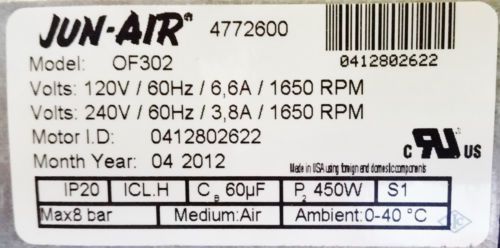 JUN-AIR® 4772600
0412802622
Model: OF302
Volts: 120V / 60Hz / 6,6A / 1650 RPM
Volts: 240V / 60Hz / 3,8A / 1650 RPM
Motor I.D: 0412802622
Month Year: 04 2012
c RU US
Made in USA using foreign and domestic components
IP20 ICL.H CB 60µF P2 450W S1
Max8 bar Medium:Air Ambient:0-40 °C